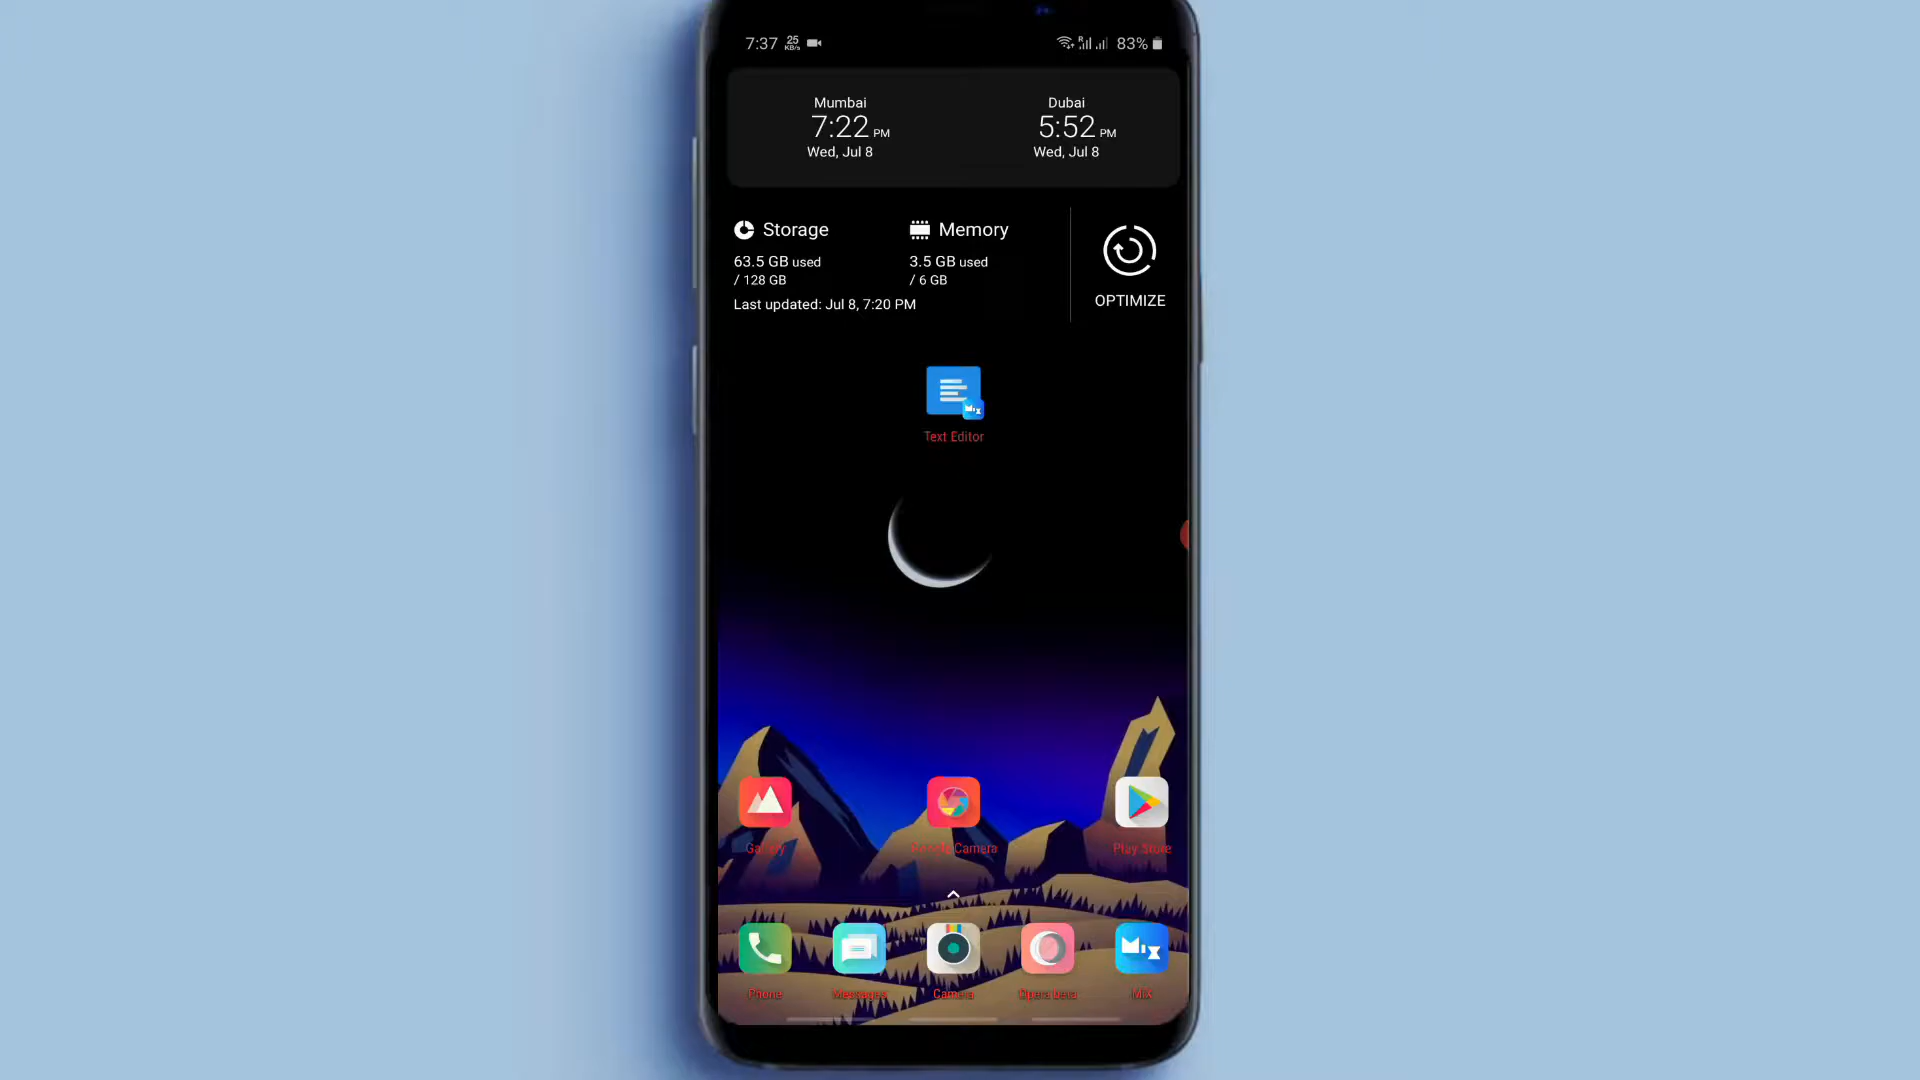 7:37 25 KB/s R 83%
Mumbai Dubai
7:22 PM 5:52 PM
Wed, Jul 8 Wed, Jul 8
Storage Memory
63.5 GB used 3.5 GB used
/ 128 GB / 6 GB
Last updated: Jul 8, 7:20 PM
OPTIMIZE
Text Editor
Gallery Google Camera Play Store
Phone Messages Camera Opera beta MiX